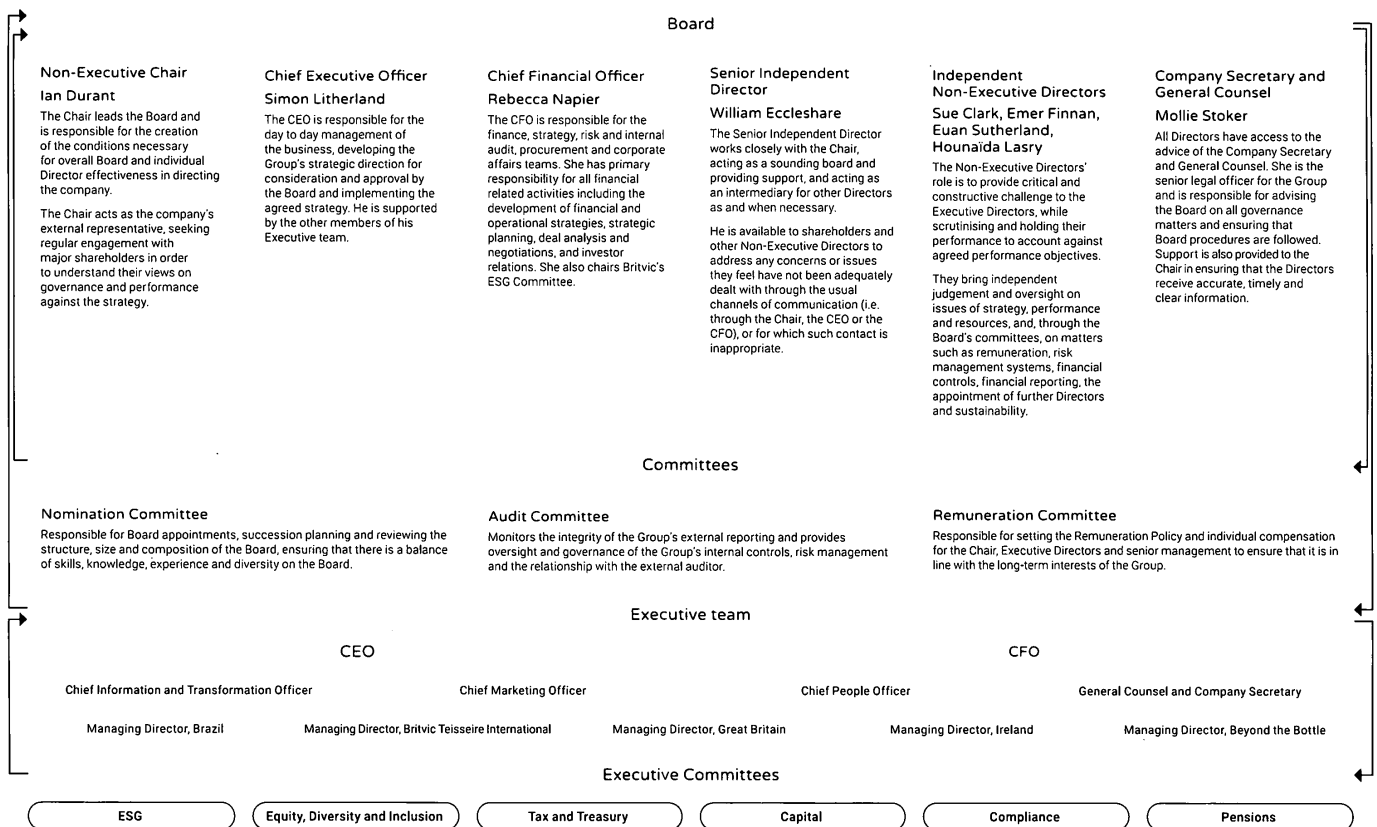 Board
Non-Executive Chair
Ian Durant
The Chair leads the Board and
is responsible for the creation
of the conditions necessary
for overall Board and individual
Director effectiveness in directing
the company.
The Chair acts as the company's
external representative, seeking
regular engagement with
major shareholders in order
to understand their views on
governance and performance
against the strategy.
Chief Executive Officer
Simon Litherland
The CEO is responsible for the
day to day management of
the business, developing the
Group's strategic direction for
consideration and approval by
the Board and implementing the
agreed strategy. He is supported
by the other members of his
Executive team.
Chief Financial Officer
Rebecca Napier
The CFO is responsible for the
finance, strategy, risk and internal
audit, procurement and corporate
affairs teams. She has primary
responsibility for all financial
related activities including the
development of financial and
operational strategies, strategic
planning, deal analysis and
negotiations, and investor
relations. She also chairs Britvic's
ESG Committee.
Senior Independent
Director
William Eccleshare
The Senior Independent Director
works closely with the Chair,
acting as a sounding board and
providing support, and acting as
an intermediary for other Directors
as and when necessary.
He is available to shareholders and
other Non-Executive Directors to
address any concerns or issues
they feel have not been adequately
dealt with through the usual
channels of communication (i.e.
through the Chair, the CEO or the
CFO), or for which such contact is
inappropriate.
Independent
Non-Executive Directors
Sue Clark, Emer Finnan,
Euan Sutherland,
Hounaïda Lasry
The Non-Executive Directors'
role is to provide critical and
constructive challenge to the
Executive Directors, while
scrutinising and holding their
performance to account against
agreed performance objectives.
They bring independent
judgement and oversight on
issues of strategy, performance
and resources, and, through the
Board's committees, on matters
such as remuneration, risk
management systems, financial
controls, financial reporting, the
appointment of further Directors
and sustainability.
Company Secretary and
General Counsel
Mollie Stoker
All Directors have access to the
advice of the Company Secretary
and General Counsel. She is the
senior legal officer for the Group
and is responsible for advising
the Board on all governance
matters and ensuring that
Board procedures are followed.
Support is also provided to the
Chair in ensuring that the Directors
receive accurate, timely and
clear information.
Committees
Nomination Committee
Responsible for Board appointments, succession planning and reviewing the
structure, size and composition of the Board, ensuring that there is a balance
of skills, knowledge, experience and diversity on the Board.
Audit Committee
Monitors the integrity of the Group's external reporting and provides
oversight and governance of the Group's internal controls, risk management
and the relationship with the external auditor.
Remuneration Committee
Responsible for setting the Remuneration Policy and individual compensation
for the Chair, Executive Directors and senior management to ensure that it is in
line with the long-term interests of the Group.
Executive team
CEO
CFO
Chief Information and Transformation Officer
Chief Marketing Officer
Chief People Officer
General Counsel and Company Secretary
Managing Director, Brazil
Managing Director, Britvic Teisseire International
Managing Director, Great Britain
Managing Director, Ireland
Managing Director, Beyond the Bottle
Executive Committees
ESG
Equity, Diversity and Inclusion
Tax and Treasury
Capital
Compliance
Pensions